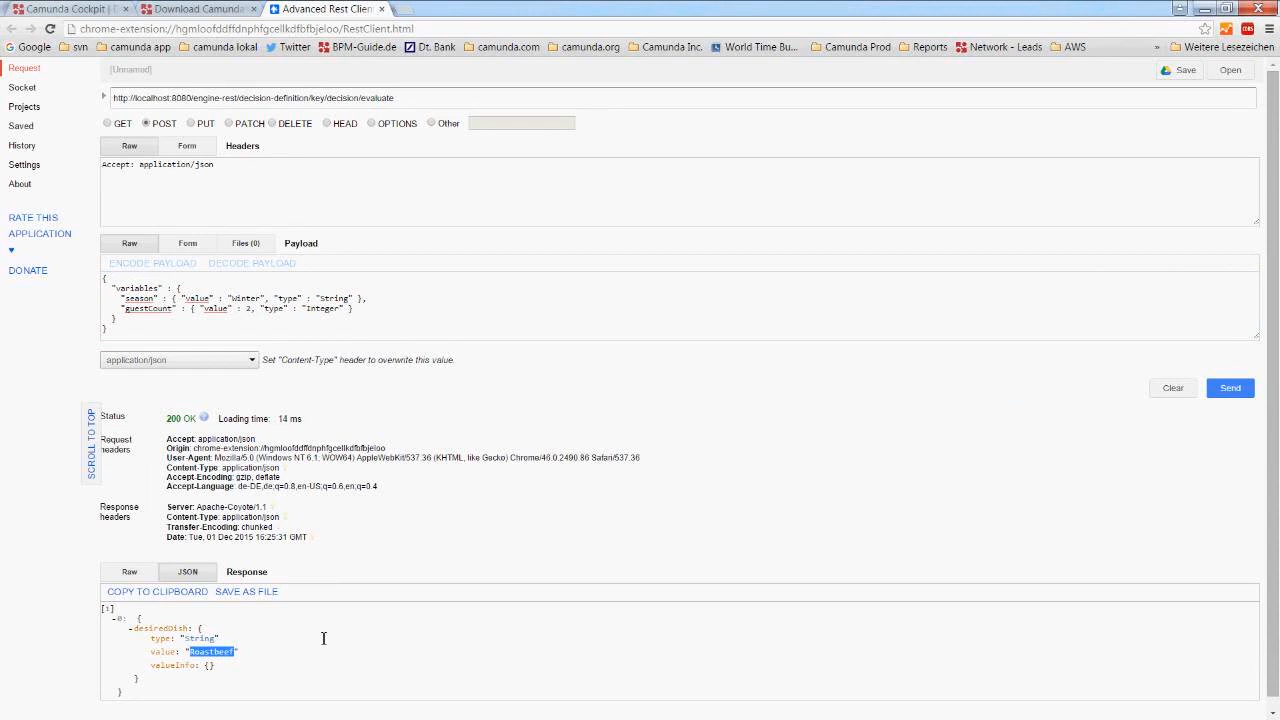 Camunda Cockpit | D
Download Camunda
Advanced Rest Client
chrome-extension://hgmloofddffdnphfgcellkdfbfbjeloo/RestClient.html
Google svn camunda app camunda lokal Twitter BPM-Guide.de Dt. Bank camunda.com camunda.org Camunda Inc. World Time Bu... Camunda Prod Reports Network - Leads AWS » Weitere Lesezeichen
Request
[Unnamed]
Save
Open
Socket
Projects
Saved
History
Settings
About
RATE THIS
APPLICATION
♥
DONATE
http://localhost:8080/engine-rest/decision-definition/key/decision/evaluate
GET POST PUT PATCH DELETE HEAD OPTIONS Other
Raw Form Headers
Accept: application/json
Raw Form Files (0) Payload
ENCODE PAYLOAD DECODE PAYLOAD
{
"variables" : {
"season" : { "value" : "Winter", "type" : "String" },
"guestCount" : { "value" : 2, "type" : "Integer" }
}
}
application/json Set "Content-Type" header to overwrite this value.
Clear Send
SCROLL TO TOP
Status 200 OK Loading time: 14 ms
Request headers
Accept: application/json
Origin: chrome-extension://hgmloofddffdnphfgcellkdfbfbjeloo
User-Agent: Mozilla/5.0 (Windows NT 6.1; WOW64) AppleWebKit/537.36 (KHTML, like Gecko) Chrome/46.0.2490.86 Safari/537.36
Content-Type: application/json
Accept-Encoding: gzip, deflate
Accept-Language: de-DE,de;q=0.8,en-US;q=0.6,en;q=0.4
Response headers
Server: Apache-Coyote/1.1
Content-Type: application/json
Transfer-Encoding: chunked
Date: Tue, 01 Dec 2015 16:25:31 GMT
Raw JSON Response
COPY TO CLIPBOARD SAVE AS FILE
[1]
-0: {
-desiredDish: {
type: "String"
value: "Roastbeef"
valueInfo: {}
}
}